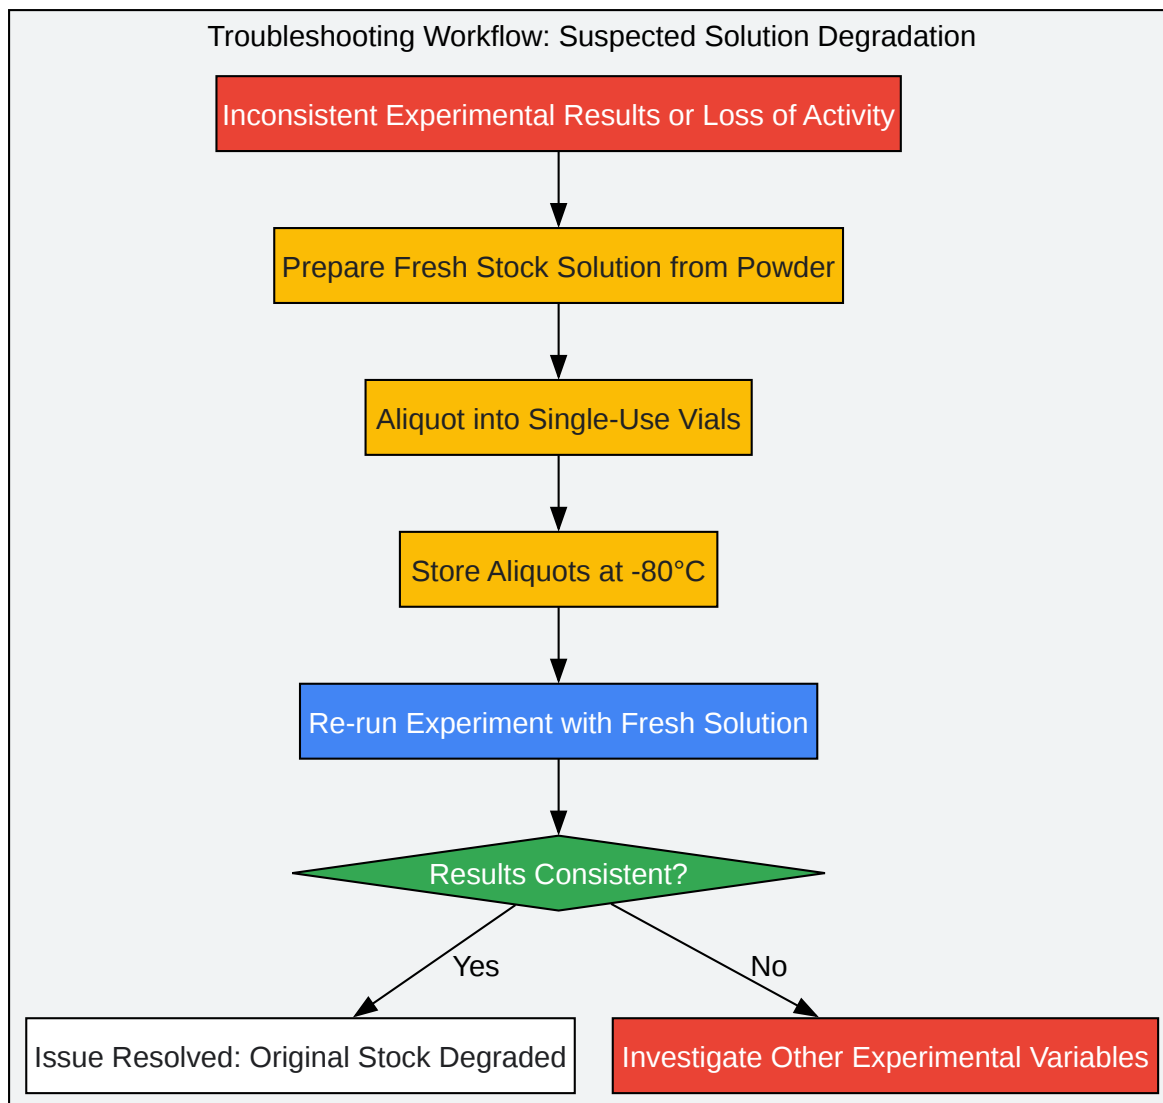 Troubleshooting Workflow: Suspected Solution Degradation
Inconsistent Experimental Results or Loss of Activity
Prepare Fresh Stock Solution from Powder
Aliquot into Single-Use Vials
Store Aliquots at -80°C
Re-run Experiment with Fresh Solution
Results Consistent?
Yes
No
Issue Resolved: Original Stock Degraded
Investigate Other Experimental Variables